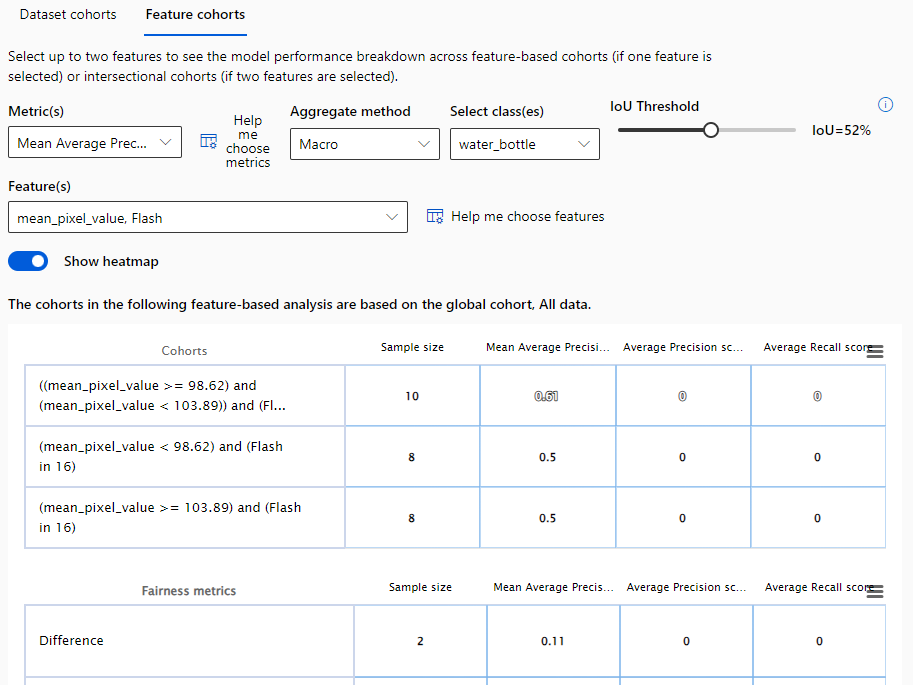 Dataset cohorts Feature cohorts
Select up to two features to see the model performance breakdown across feature-based cohorts (if one feature is
selected) or intersectional cohorts (if two features are selected).
Metric(s) Help me choose metrics Aggregate method Select class(es) IoU Threshold
Mean Average Prec... Macro water_bottle IoU=52%
Feature(s)
mean_pixel_value, Flash Help me choose features
Show heatmap
The cohorts in the following feature-based analysis are based on the global cohort, All data.
Cohorts Sample size Mean Average Precisi... Average Precision sc... Average Recall score
((mean_pixel_value >= 98.62) and
(mean_pixel_value < 103.89)) and (Fl... 10 0.61 0 0
(mean_pixel_value < 98.62) and (Flash
in 16) 8 0.5 0 0
(mean_pixel_value >= 103.89) and (Flash
in 16) 8 0.5 0 0
Fairness metrics Sample size Mean Average Precis... Average Precision sc... Average Recall score
Difference 2 0.11 0 0